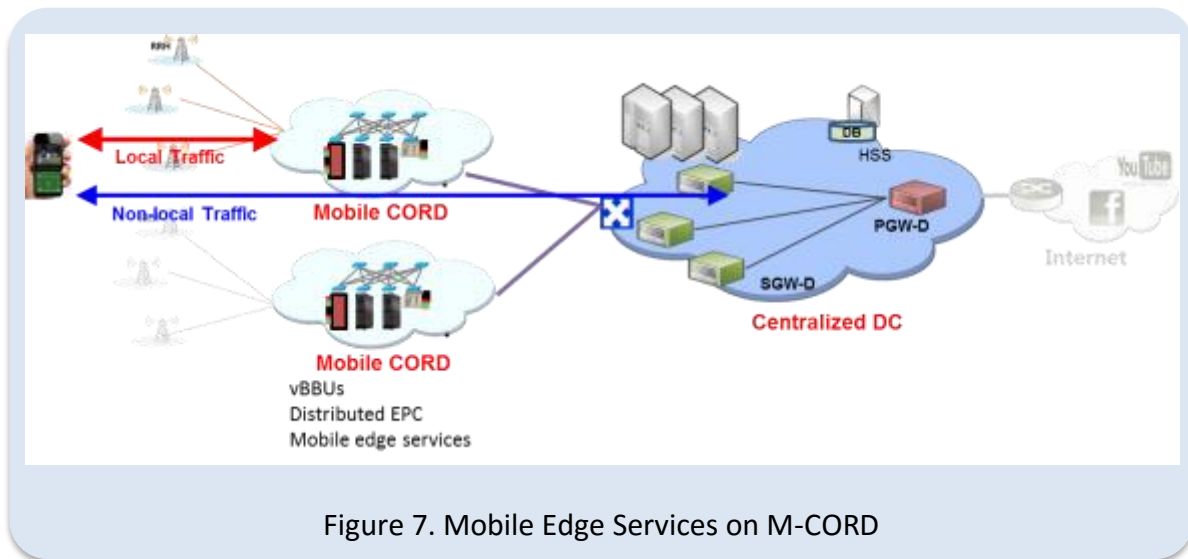 RRH
Local Traffic
Non-local Traffic
Mobile CORD
Mobile CORD
vBBUs
Distributed EPC
Mobile edge services
DB
HSS
PGW-D
SGW-D
Centralized DC
You Tube
f
Internet
Figure 7. Mobile Edge Services on M-CORD